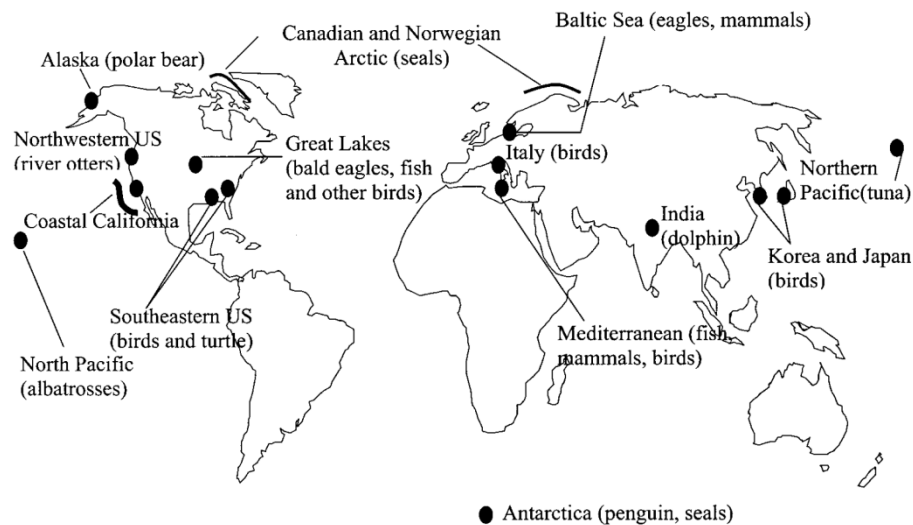 Baltic Sea (eagles, mammals)
Canadian and Norwegian
Arctic (seals)
Alaska (polar bear)
Northwestern US
(river otters)
Great Lakes
(bald eagles, fish
and other birds)
Italy (birds)
Northern
Pacific(tuna)
Coastal California
India
(dolphin)
Korea and Japan
(birds)
Southeastern US
(birds and turtle)
Mediterranean (fish,
mammals, birds)
North Pacific
(albatrosses)
Antarctica (penguin, seals)